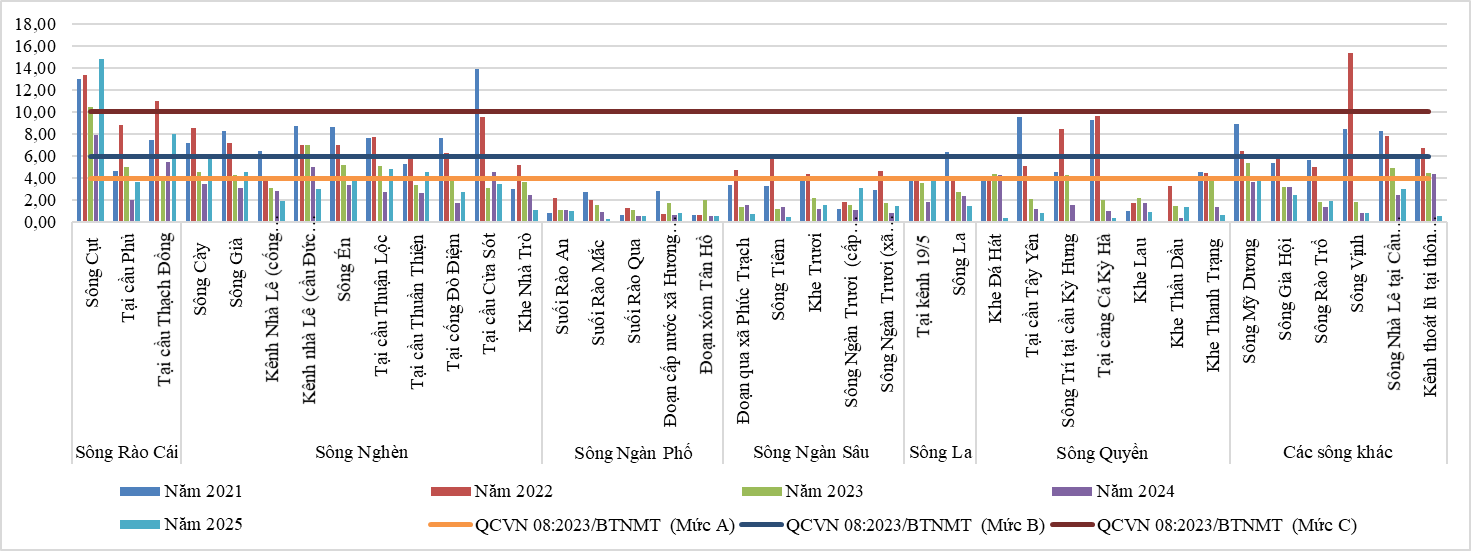 18,00
16,00
14,00
12,00
10,00
8,00
6,00
4,00
2,00
0,00
Sông Cụt
Tại cầu Phủ
Tại cầu Thạch Đồng
Sông Cày
Sông Già
Kênh Nhà Lê (cống…
Kênh nhà Lê (cầu Đức…
Sông Én
Tại cầu Thuận Lộc
Tại cầu Thuần Thiện
Tại cống Đò Điệm
Tại cầu Cửa Sót
Khe Nhà Trò
Suối Rào An
Suối Rào Mắc
Suối Rào Qua
Đoạn cấp nước xã Hương…
Đoạn xóm Tân Hồ
Đoạn qua xã Phúc Trạch
Sông Tiêm
Khe Trươi
Sông Ngàn Trươi (cấp…
Sông Ngàn Trươi (xã…
Tại kênh 19/5
Sông La
Khe Đá Hát
Tại cầu Tây Yên
Sông Trí tại cầu Kỳ Hưng
Tại cảng Cá Kỳ Hà
Khe Lau
Khe Thầu Dầu
Khe Thanh Trạng
Sông Mỹ Dương
Sông Gia Hội
Sông Rào Trổ
Sông Vịnh
Sông Nhà Lê tại Cầu…
Kênh thoát lũ tại thôn…
Sông Rào Cái
Sông Nghèn
Sông Ngàn Phố
Sông Ngàn Sâu
Sông La
Sông Quyền
Các sông khác
Năm 2021
Năm 2022
Năm 2023
Năm 2024
Năm 2025
QCVN 08:2023/BTNMT (Mức A)
QCVN 08:2023/BTNMT (Mức B)
QCVN 08:2023/BTNMT (Mức C)